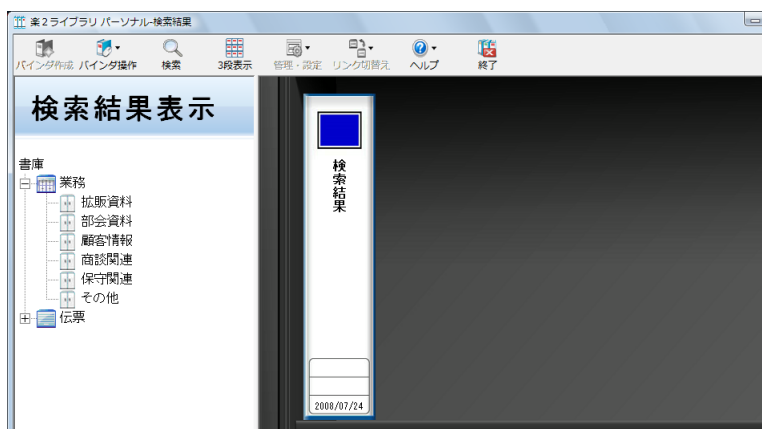 楽2ライブラリ パーソナル-検索結果
バインダ作成 バインダ操作 検索 3段表示 管理・設定 リンク切替え ヘルプ 終了
検索結果表示
書庫
業務
拡販資料
部会資料
顧客情報
商談関連
保守関連
その他
伝票
検索結果
2008/07/24